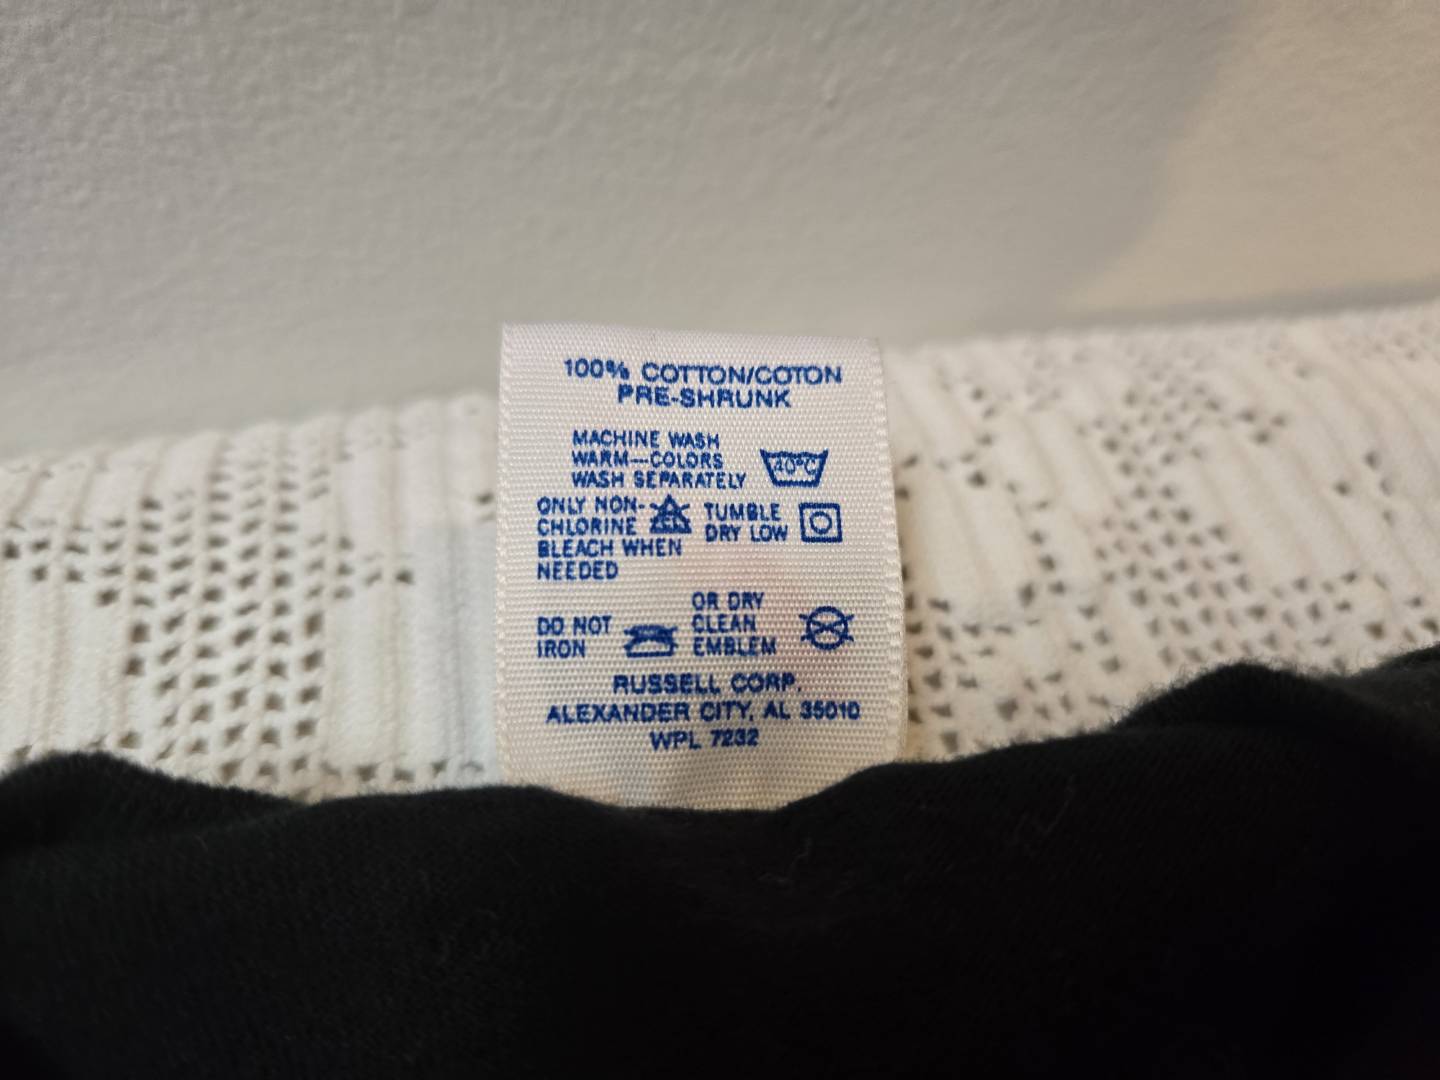 100% COTTON/COTON
PRE-SHRUNK
MACHINE WASH
WARM—COLORS
WASH SEPARATELY
40°C
ONLY NON-
CHLORINE
BLEACH WHEN
NEEDED
TUMBLE
DRY LOW
DO NOT
IRON
OR DRY
CLEAN
EMBLEM
RUSSELL CORP.
ALEXANDER CITY, AL 35010
WPL 7232